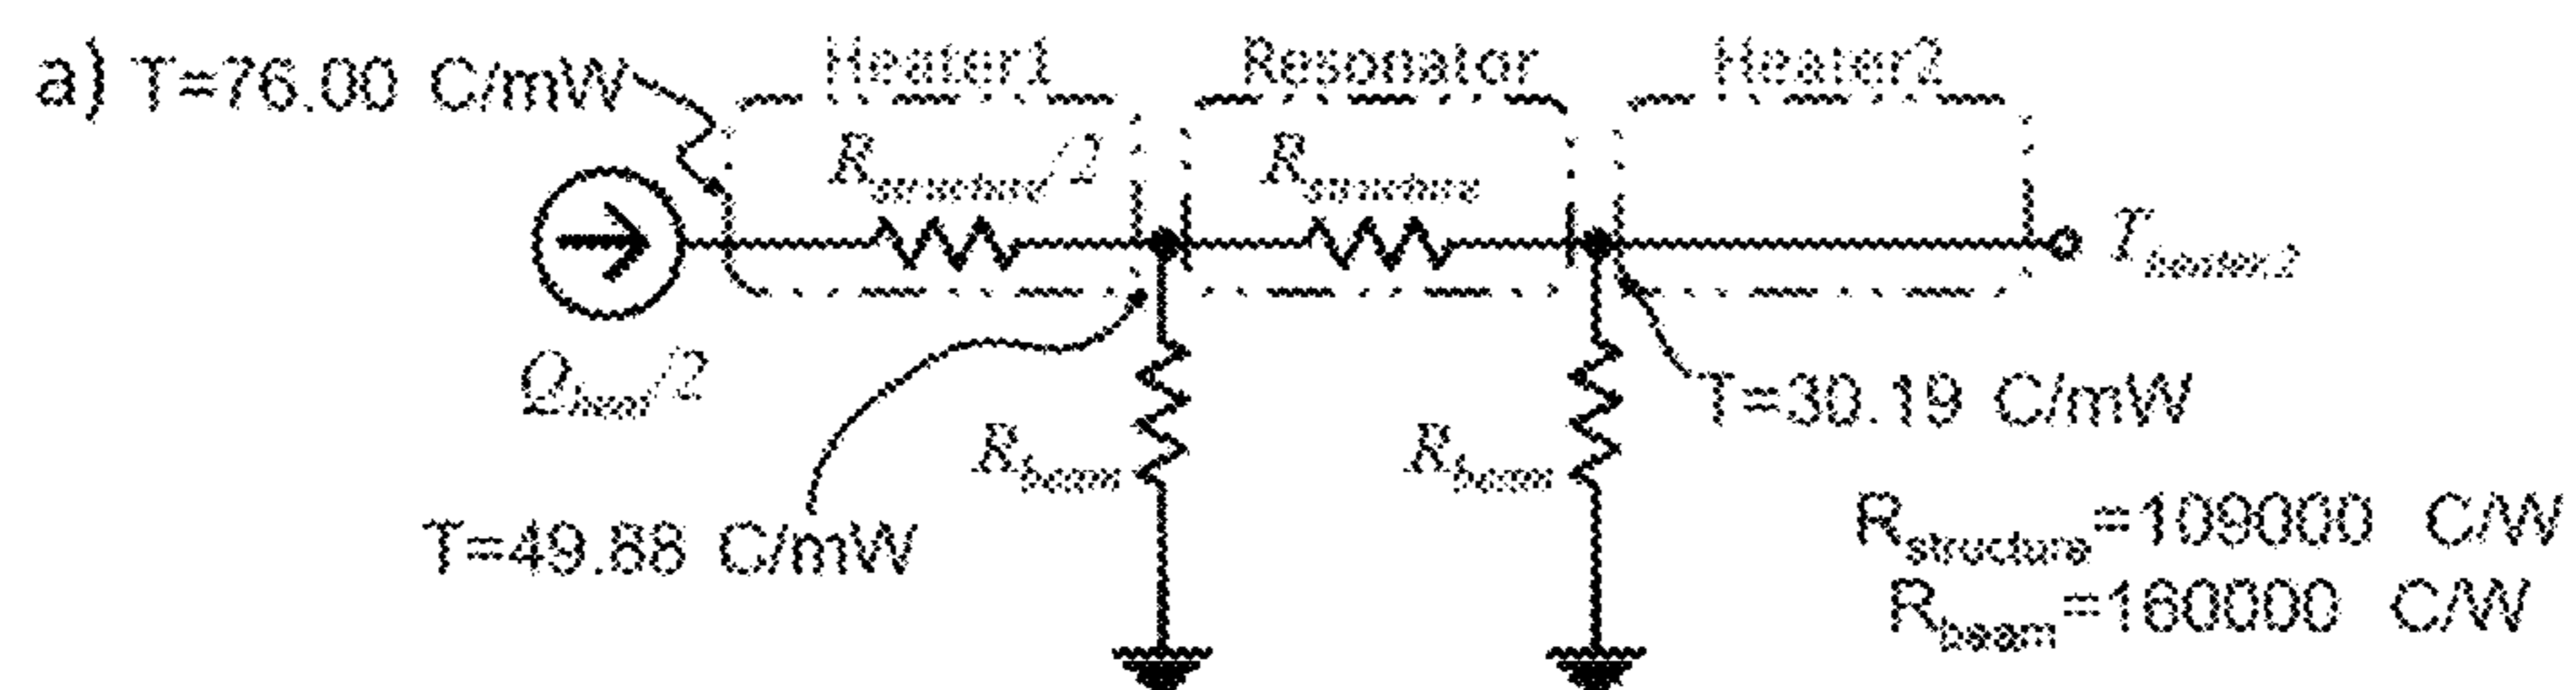 a) T=76.00 C/mW
Heater1
Resonator
Heater2
R_structure/2
R_structure
T_heater2
Q_heat/2
R_beam
R_beam
T=30.19 C/mW
T=49.88 C/mW
R_structure=109000 C/W
R_beam=160000 C/W